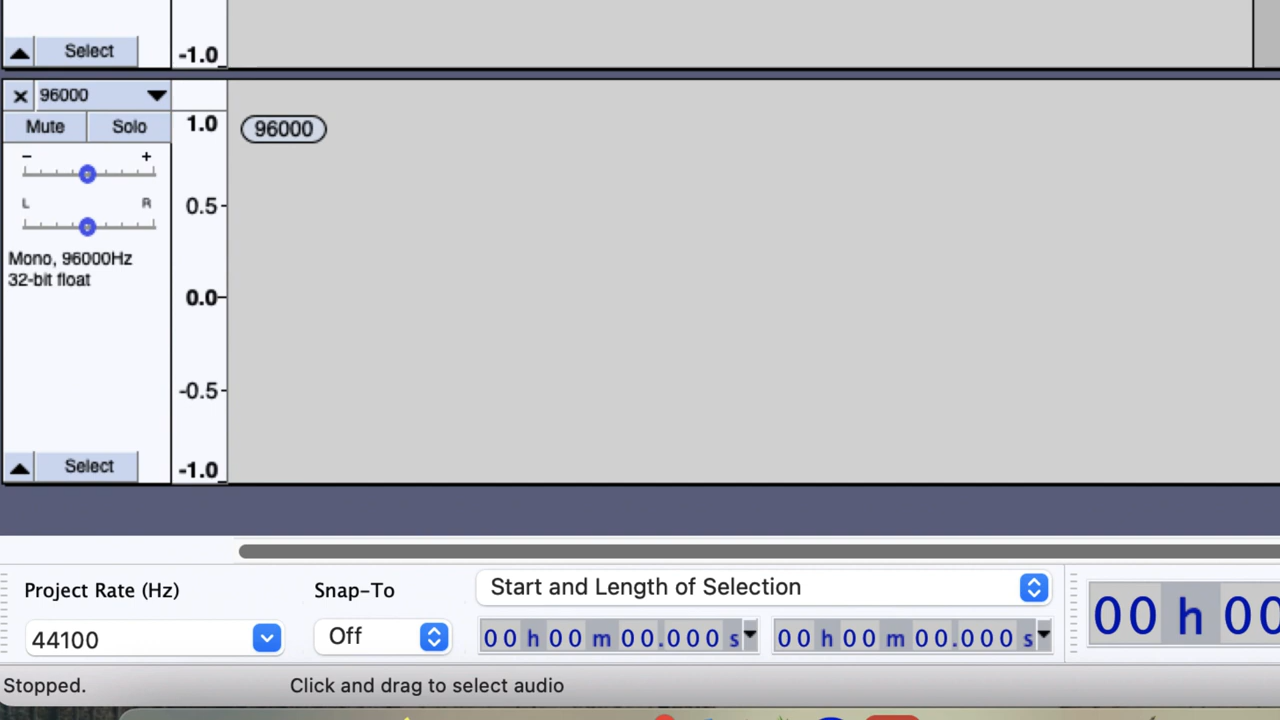 Select
-1.0
96000
Mute Solo
1.0
96000
- +
0.5
L R
Mono, 96000Hz
32-bit float
0.0
-0.5
Select
-1.0
Project Rate (Hz)
Snap-To
Start and Length of Selection
44100
Off
00 h 00 m 00.000 s
00 h 00 m 00.000 s
00 h 00
Stopped.
Click and drag to select audio